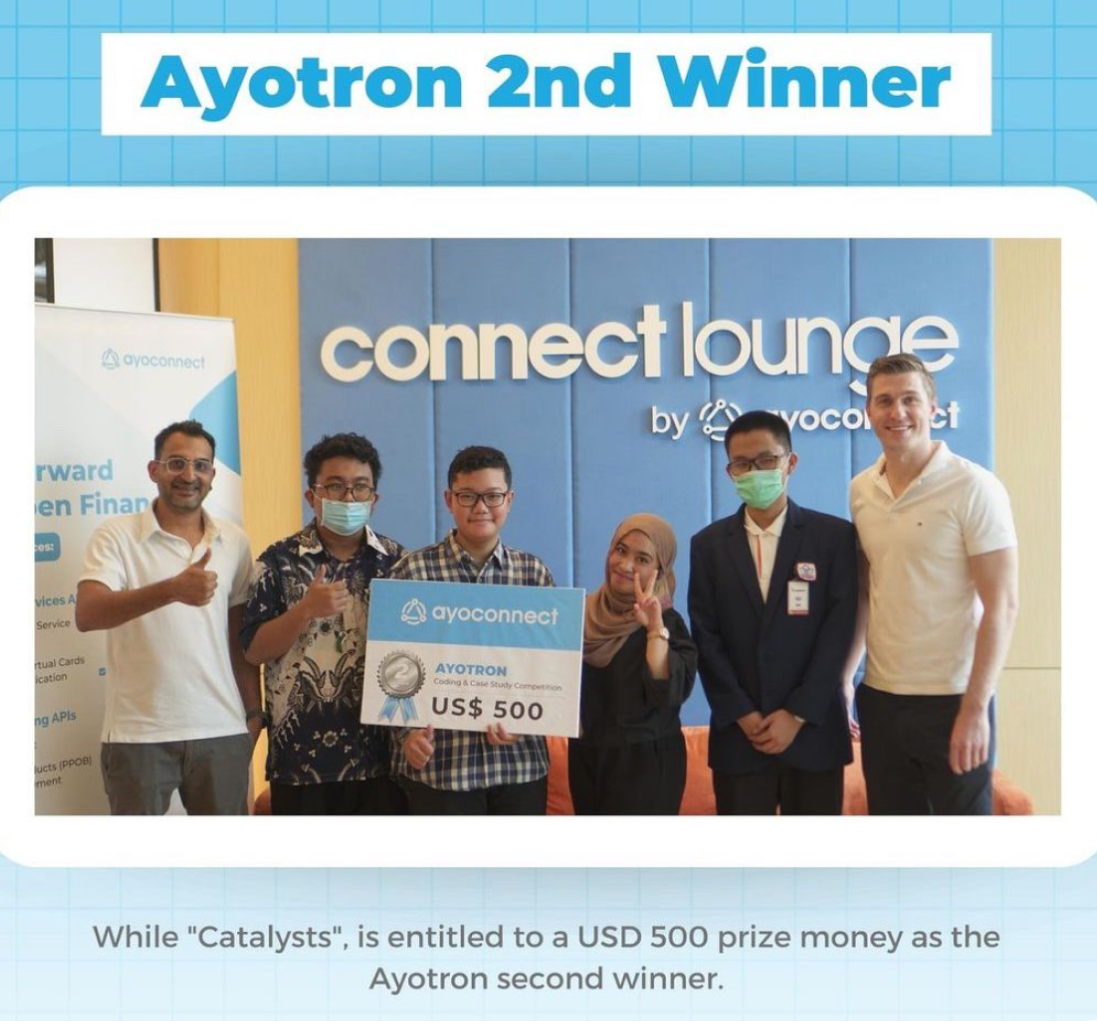 Ayotron 2nd Winner
connect lounge
by ayoconnect
ayoconnect
rward
en Finan
ces:
vices A
Service
rtual Cards
ication
ng APIs
ucts (PPOB)
ment
ayoconnect
AYOTRON
Coding & Case Study Competition
US$ 500
While "Catalysts", is entitled to a USD 500 prize money as the
Ayotron second winner.